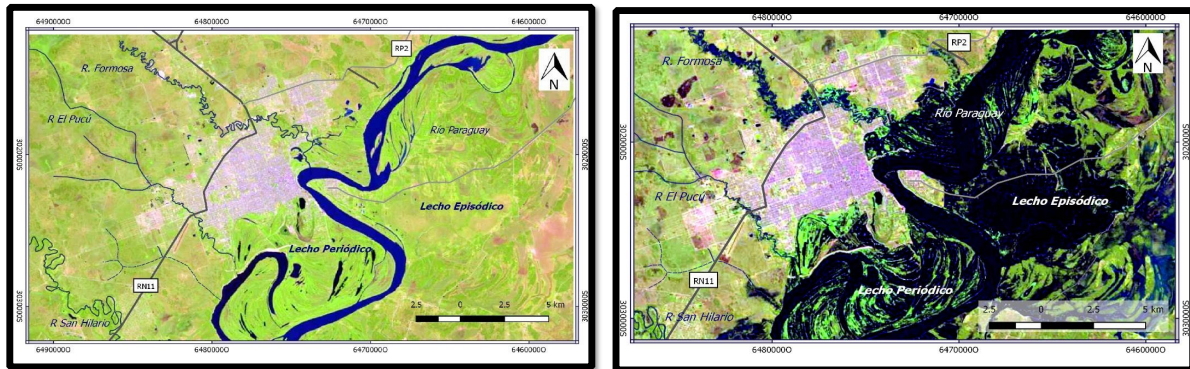 6490000O 6480000O 6470000O 6460000O
RP2
R. Formosa
N
R El Pucú
Río Paraguay
3020000S 3020000S
Lecho Episódico
Lecho Periódico
RN11
2.5 0 2.5 5 km
R San Hilario
3030000S 3030000S
6490000O 6480000O 6470000O 6460000O
6480000O 6470000O 6460000O
RP2
R. Formosa
N
Río Paraguay
3020000S 3020000S
R El Pucú
Lecho Episódico
RN11
Lecho Periódico
2.5 0 2.5 5 km
R San Hilario
3030000S 3030000S
6480000O 6470000O 6460000O